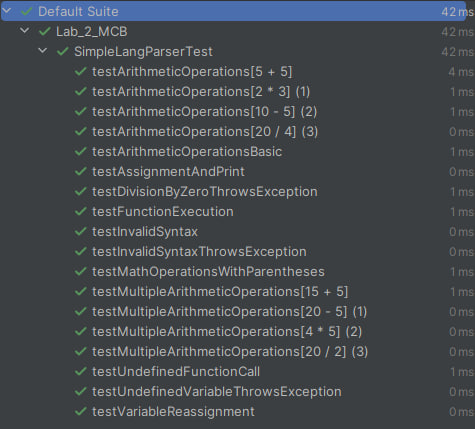 Default Suite 42 ms
Lab_2_MCB 42 ms
SimpleLangParserTest 42 ms
testArithmeticOperations[5 + 5] 4 ms
testArithmeticOperations[2 * 3] (1) 1 ms
testArithmeticOperations[10 - 5] (2) 1 ms
testArithmeticOperations[20 / 4] (3) 0 ms
testArithmeticOperationsBasic 1 ms
testAssignmentAndPrint 0 ms
testDivisionByZeroThrowsException 1 ms
testFunctionExecution 1 ms
testInvalidSyntax 0 ms
testInvalidSyntaxThrowsException 0 ms
testMathOperationsWithParentheses 1 ms
testMultipleArithmeticOperations[15 + 5] 1 ms
testMultipleArithmeticOperations[20 - 5] (1) 0 ms
testMultipleArithmeticOperations[4 * 5] (2) 0 ms
testMultipleArithmeticOperations[20 / 2] (3) 0 ms
testUndefinedFunctionCall 1 ms
testUndefinedVariableThrowsException 0 ms
testVariableReassignment 0 ms